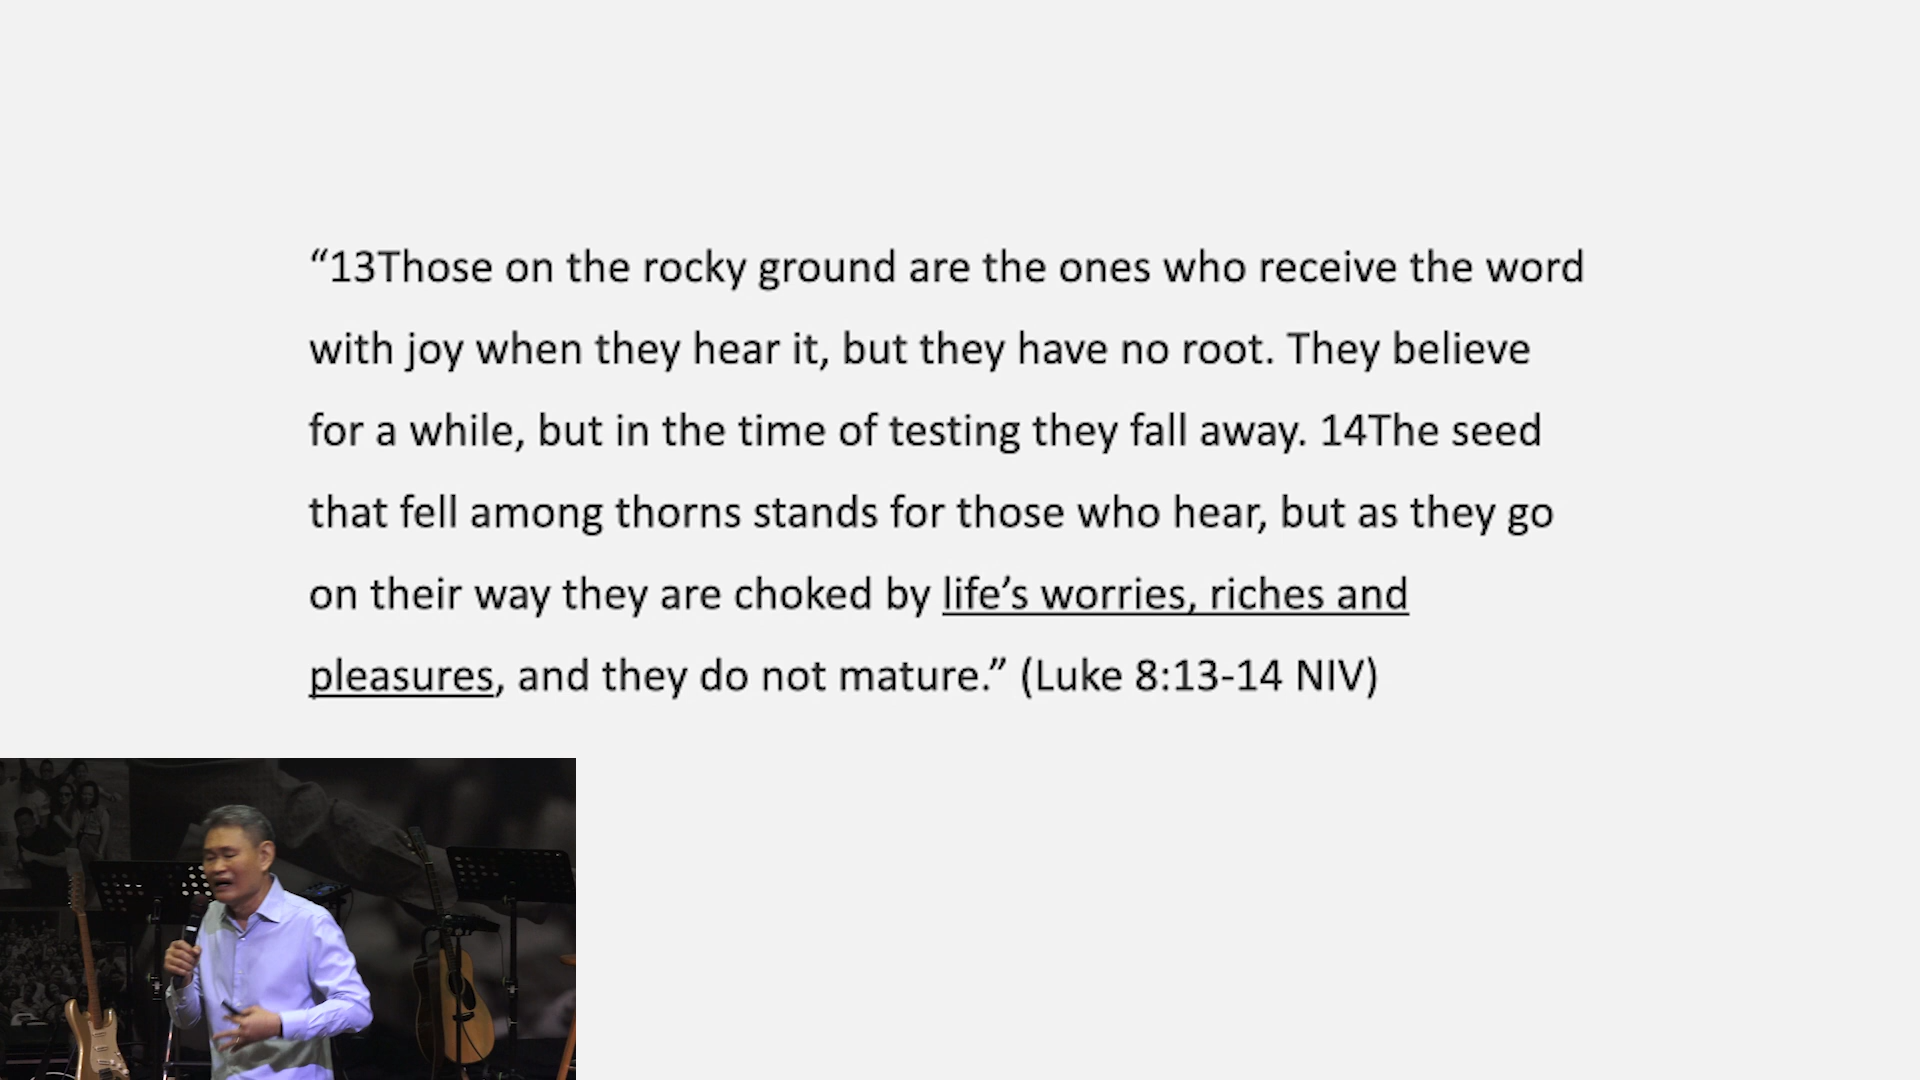 “13Those on the rocky ground are the ones who receive the word
with joy when they hear it, but they have no root. They believe
for a while, but in the time of testing they fall away. 14The seed
that fell among thorns stands for those who hear, but as they go
on their way they are choked by life’s worries, riches and
pleasures, and they do not mature.” (Luke 8:13-14 NIV)